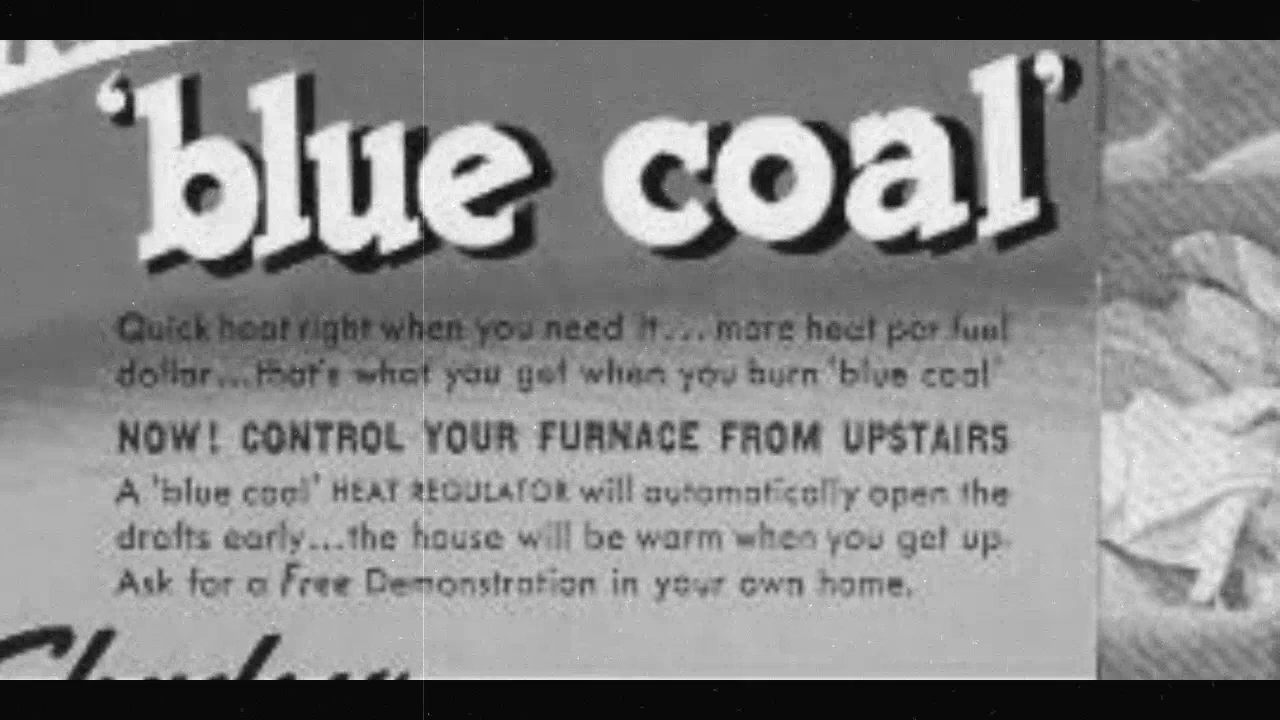 'blue coal'
Quick heat right when you need it... more heat per fuel
dollar...that's what you get when you burn 'blue coal'
NOW! CONTROL YOUR FURNACE FROM UPSTAIRS
A 'blue coal' HEAT REGULATOR will automatically open the
drafts early...the house will be warm when you get up.
Ask for a Free Demonstration in your own home.